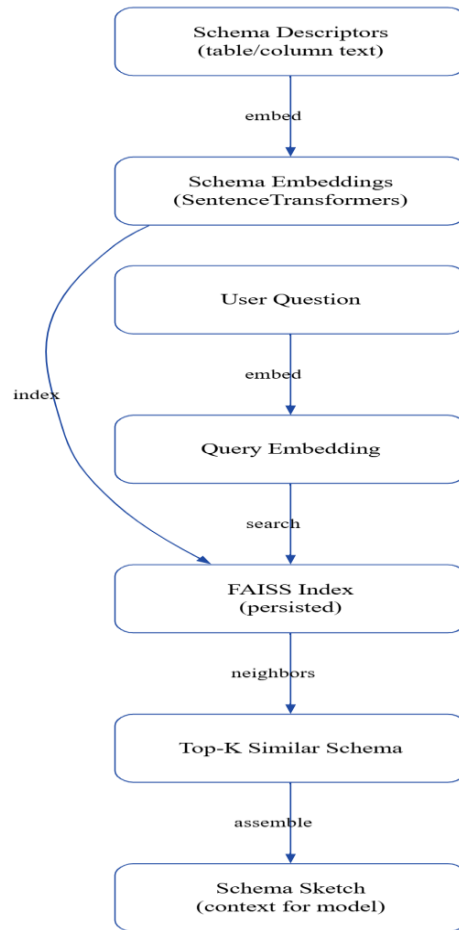 Schema Descriptors
(table/column text)
embed
Schema Embeddings
(SentenceTransformers)
User Question
embed
index
Query Embedding
search
FAISS Index
(persisted)
neighbors
Top-K Similar Schema
assemble
Schema Sketch
(context for model)